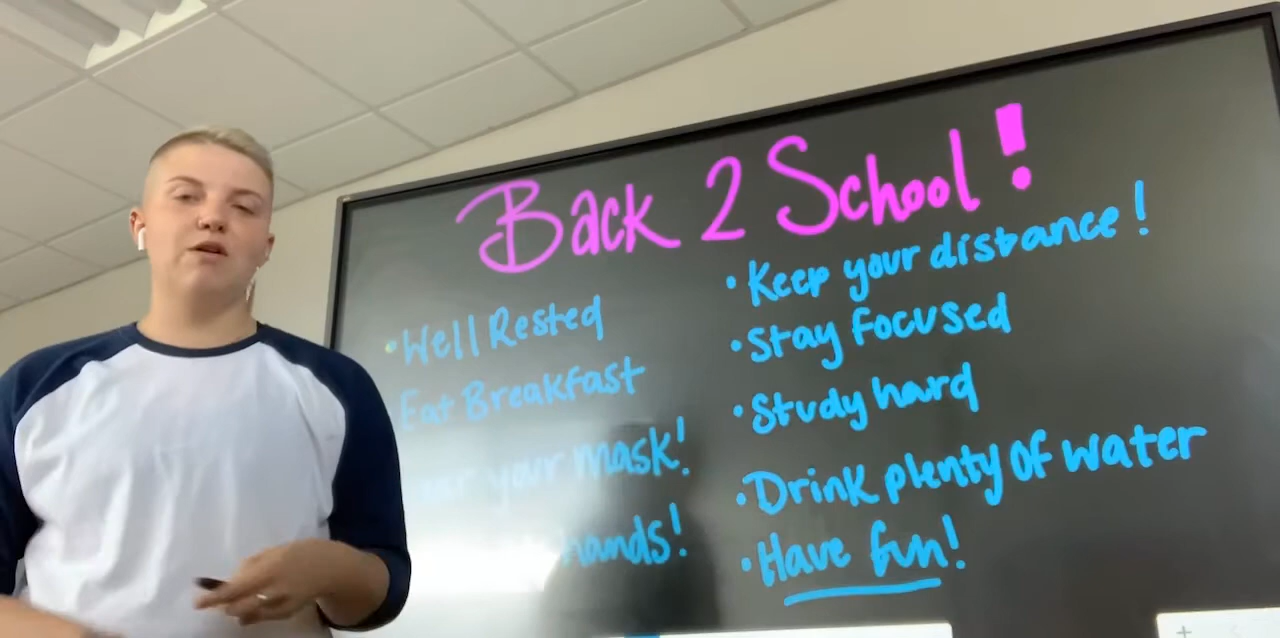 Back 2 School!
• Well Rested
Eat Breakfast
your mask!
hands!
• Keep your distance!
• Stay focused
• Study hard
• Drink plenty of water
• Have fun!